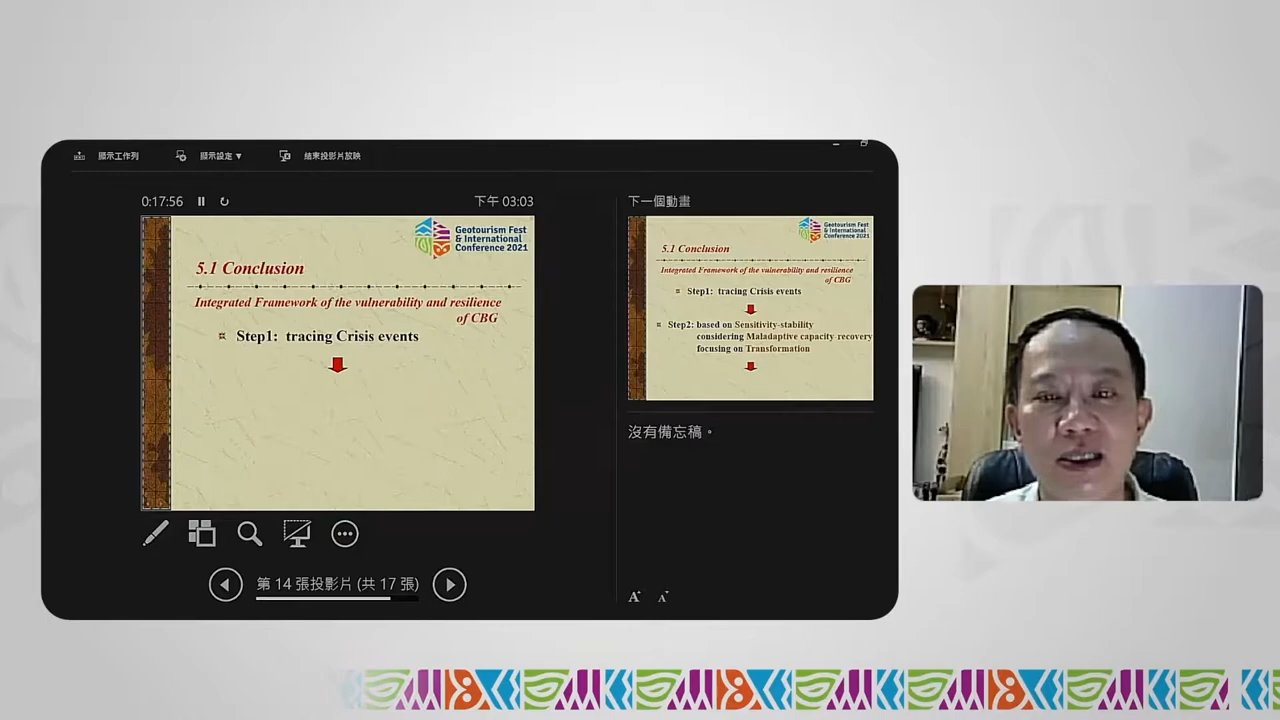 顯示工作列 顯示設定 ▼ 結束投影片放映
0:17:56 下午 03:03
Geotourism Fest
& International
Conference 2021
5.1 Conclusion
Integrated Framework of the vulnerability and resilience
of CBG
Step1: tracing Crisis events
第 14 張投影片 (共 17 張)
下一個動畫
Geotourism Fest
& International
Conference 2021
5.1 Conclusion
Integrated Framework of the vulnerability and resilience
of CBG
Step1: tracing Crisis events
Step2: based on Sensitivity-stability
considering Maladaptive capacity-recovery
focusing on Transformation
沒有備忘稿。
A A